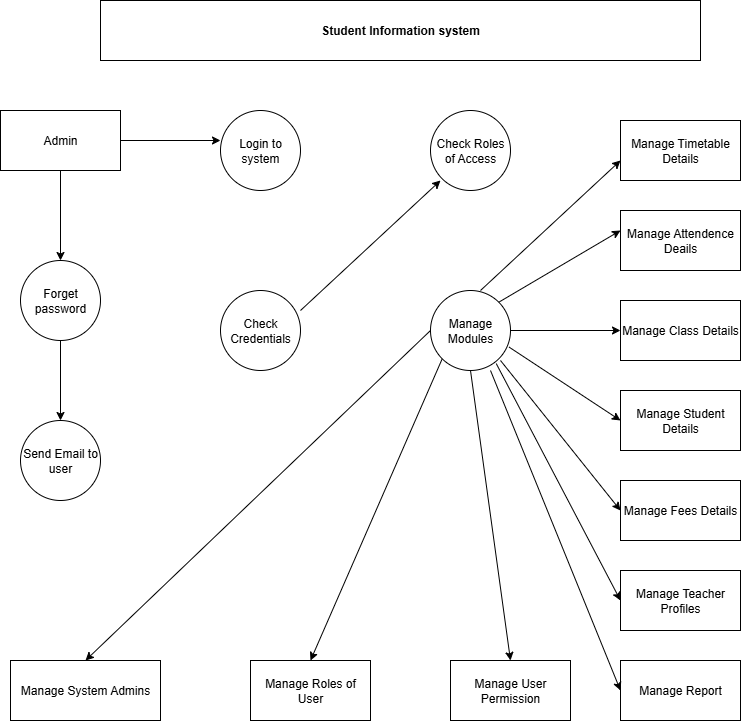 Student Information system
Admin
Login to
system
Check Roles
of Access
Manage Timetable
Details
Manage Attendence
Deails
Forget
password
Check
Credentials
Manage
Modules
Manage Class Details
Manage Student
Details
Send Email to
user
Manage Fees Details
Manage Teacher
Profiles
Manage System Admins
Manage Roles of
User
Manage User
Permission
Manage Report